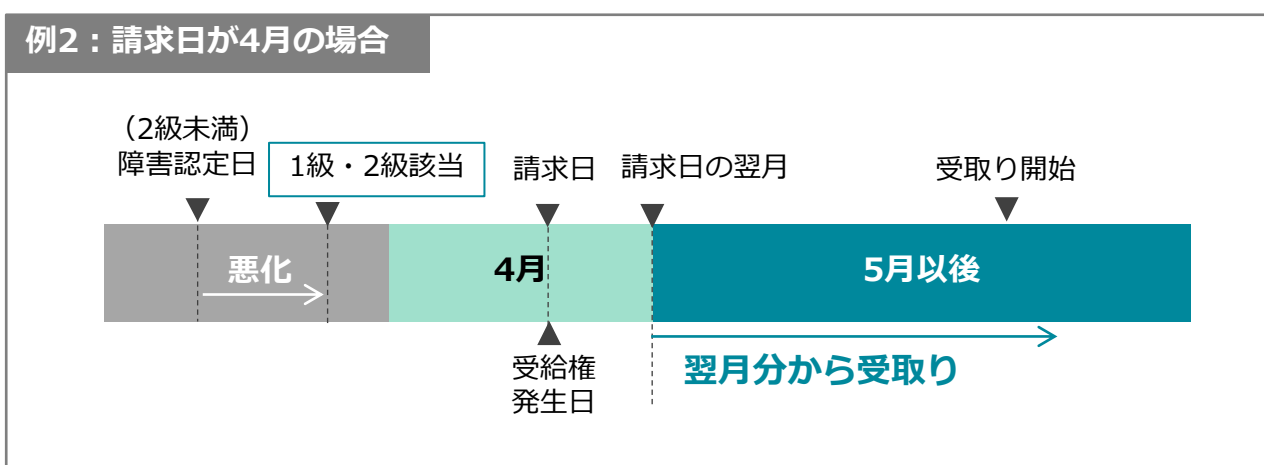 例2：請求日が4月の場合
（2級未満）
障害認定日
1級・2級該当
請求日
請求日の翌月
受取り開始
悪化
4月
5月以後
受給権
発生日
翌月分から受取り